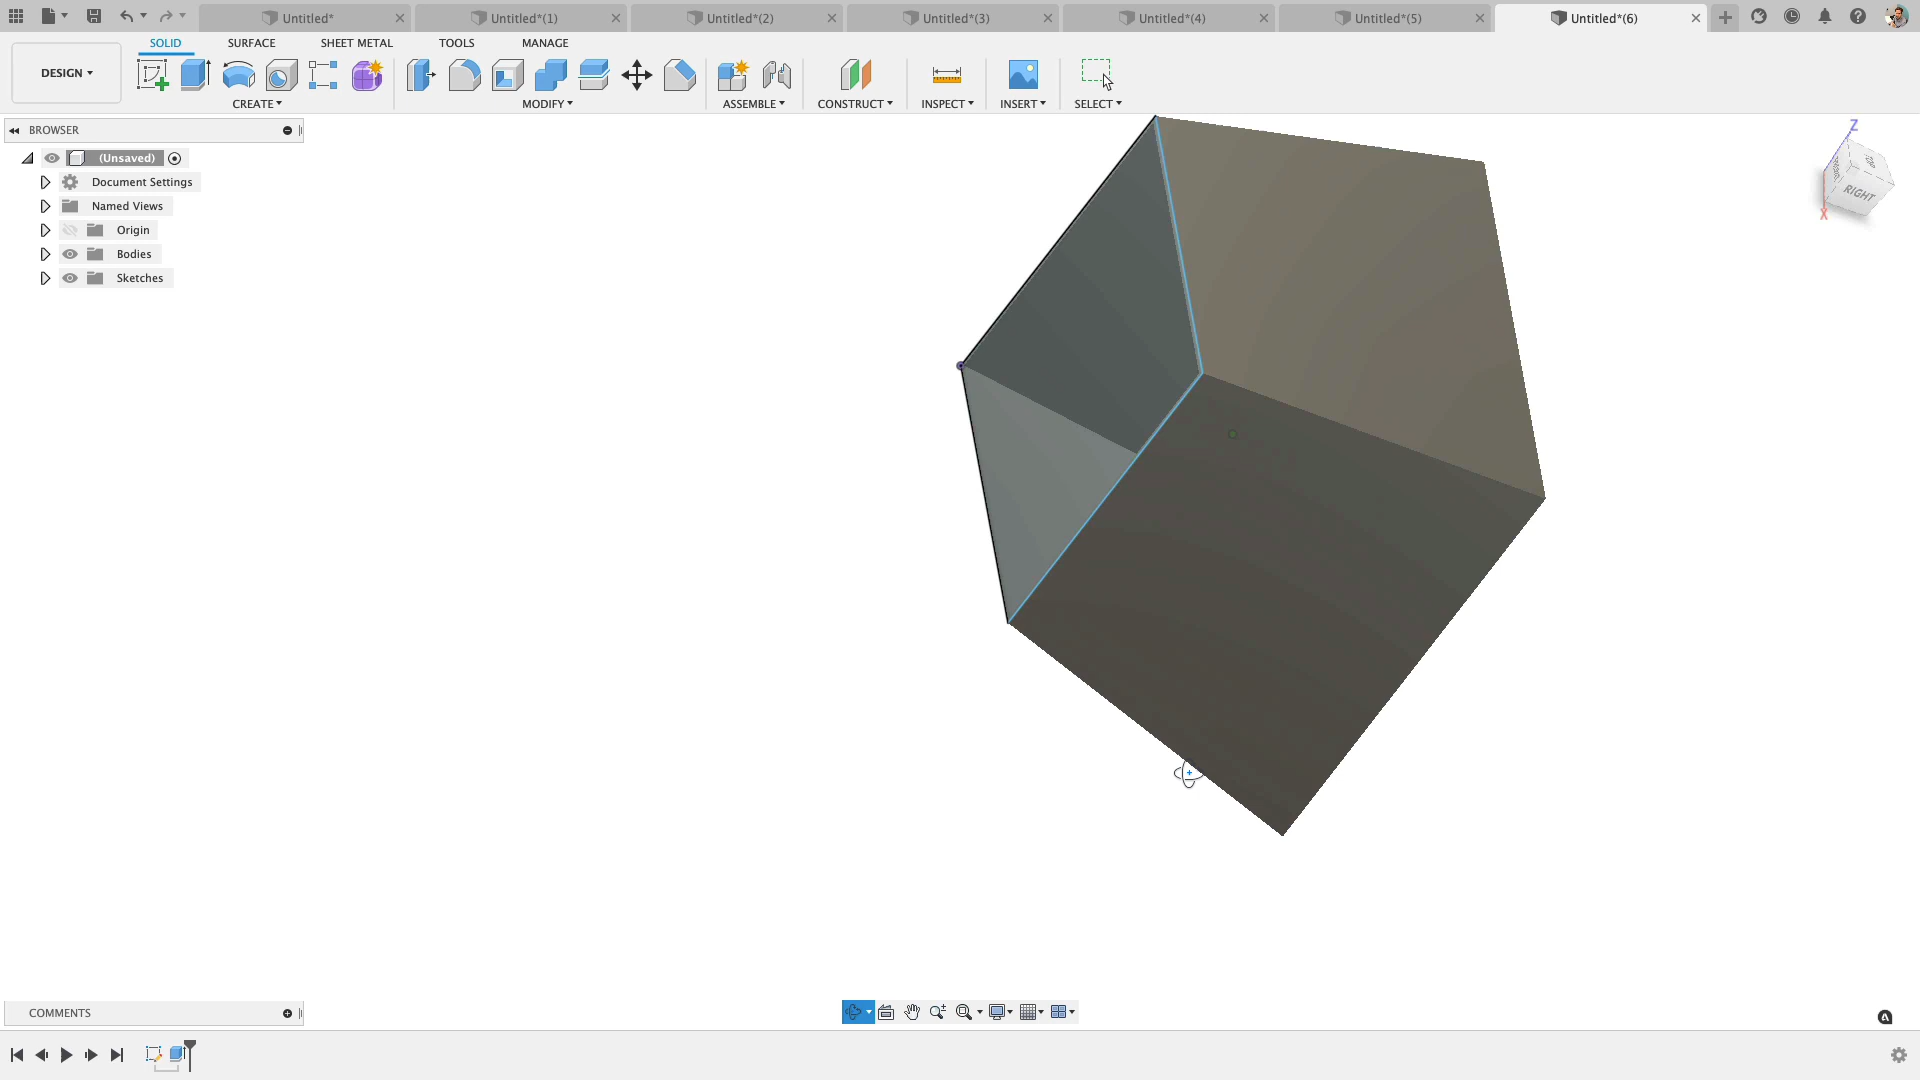 Untitled*
Untitled*(1)
Untitled*(2)
Untitled*(3)
Untitled*(4)
Untitled*(5)
Untitled*(6)
SOLID
SURFACE
SHEET METAL
TOOLS
MANAGE
DESIGN
CREATE
MODIFY
ASSEMBLE
CONSTRUCT
INSPECT
INSERT
SELECT
BROWSER
(Unsaved)
Document Settings
Named Views
Origin
Bodies
Sketches
Z
TOP
RIGHT
X
COMMENTS